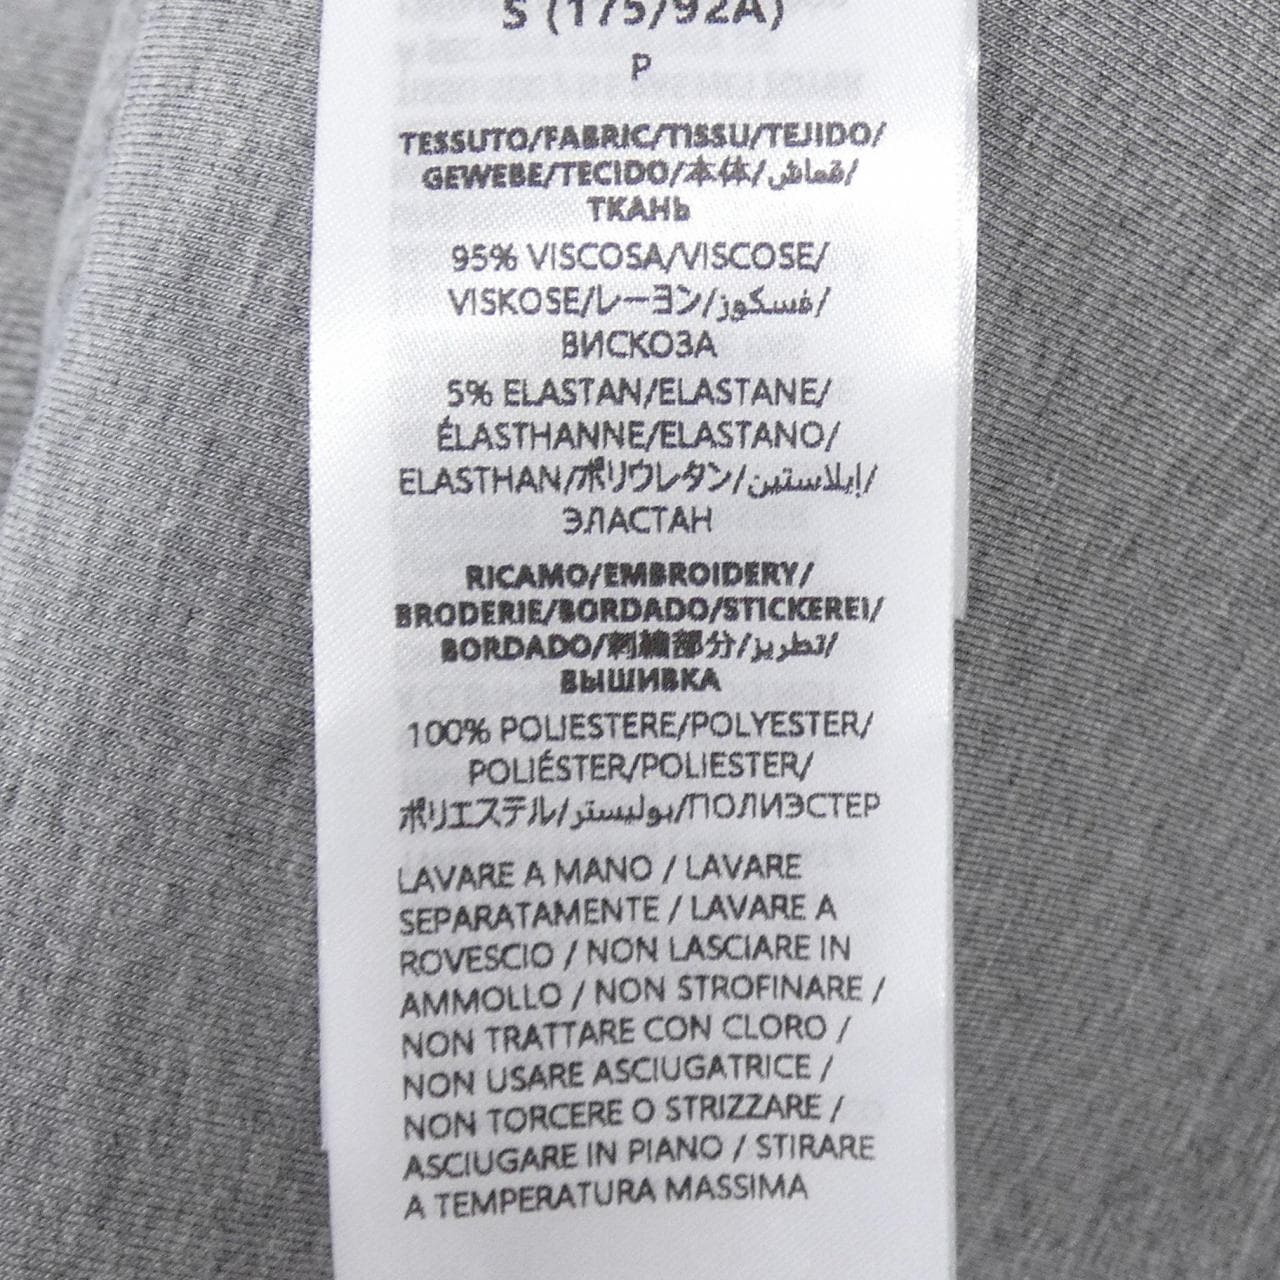 S (175/92A)
P
TESSUTO/FABRIC/TISSU/TEJIDO/
GEWEBE/TECIDO/本体/قماش/
ТКАНЬ
95% VISCOSA/VISCOSE/
VISKOSE/レーヨン/فسكوز/
ВИСКОЗА
5% ELASTAN/ELASTANE/
ÉLASTHANNE/ELASTANO/
ELASTHAN/ポリウレタン/إيلاستين/
ЭЛАСТАН
RICAMO/EMBROIDERY/
BRODERIE/BORDADO/STICKEREI/
BORDADO/刺繍部分/تطريز/
ВЫШИВКА
100% POLIESTERE/POLYESTER/
POLIÉSTER/POLIESTER/
ポリエステル/بوليستر/ПОЛИЭСТЕР
LAVARE A MANO / LAVARE
SEPARATAMENTE / LAVARE A
ROVESCIO / NON LASCIARE IN
AMMOLLO / NON STROFINARE /
NON TRATTARE CON CLORO /
NON USARE ASCIUGATRICE /
NON TORCERE O STRIZZARE /
ASCIUGARE IN PIANO / STIRARE
A TEMPERATURA MASSIMA